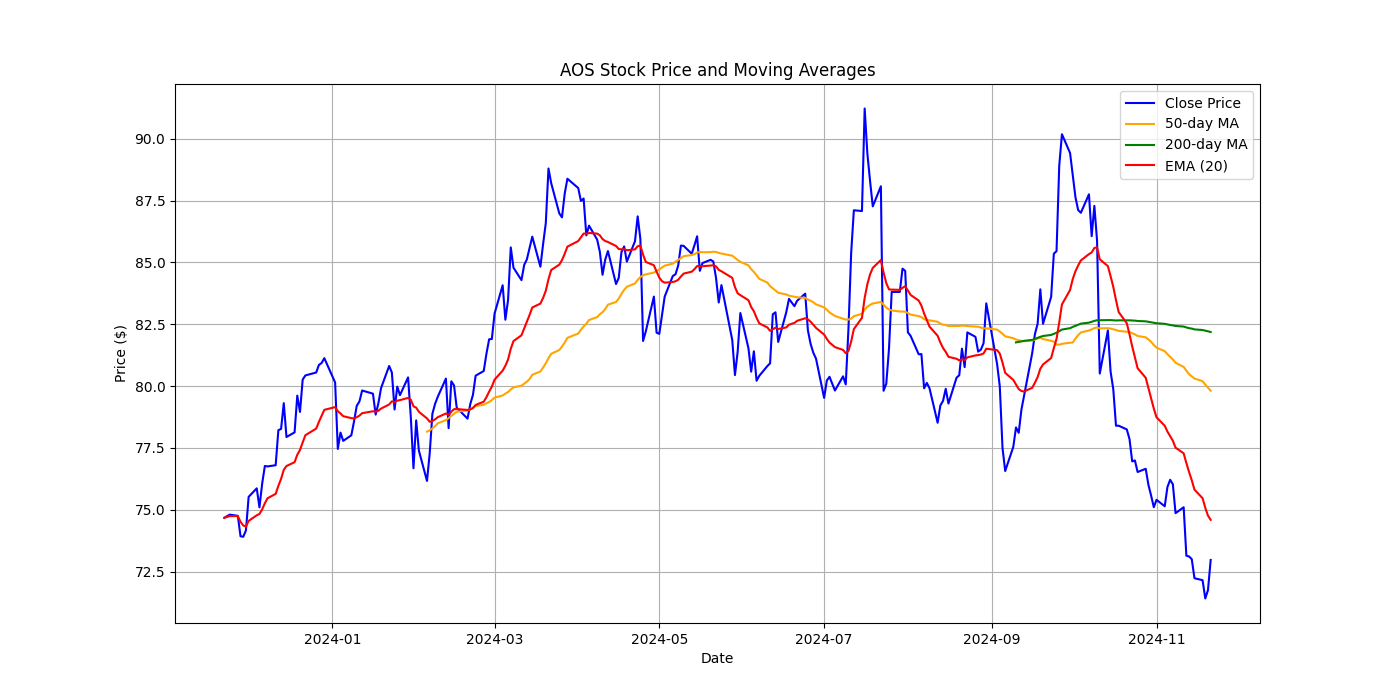 AOS Stock Price and Moving Averages
Close Price
50-day MA
200-day MA
EMA (20)
90.0
87.5
85.0
82.5
80.0
77.5
75.0
72.5
Price ($)
2024-01
2024-03
2024-05
2024-07
2024-09
2024-11
Date